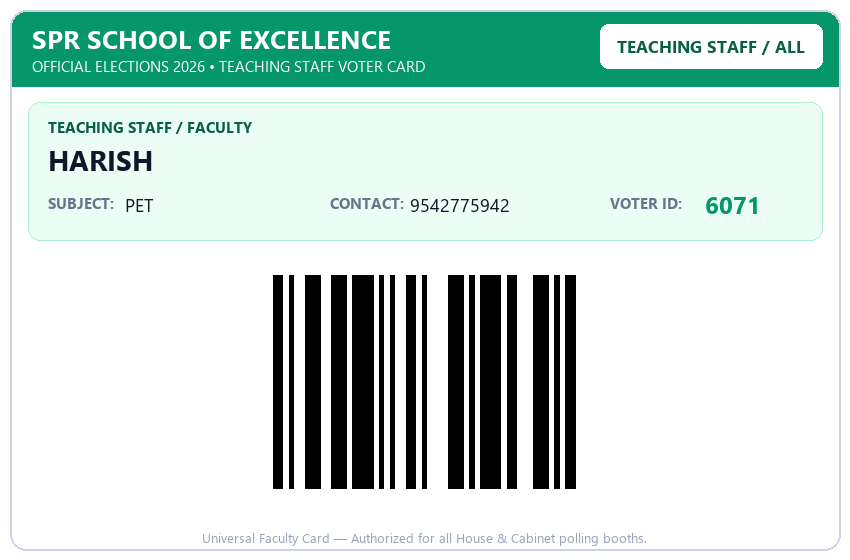 SPR SCHOOL OF EXCELLENCE
OFFICIAL ELECTIONS 2026 • TEACHING STAFF VOTER CARD
TEACHING STAFF / ALL
TEACHING STAFF / FACULTY
HARISH
SUBJECT: PET CONTACT: 9542775942 VOTER ID: 6071
Universal Faculty Card — Authorized for all House & Cabinet polling booths.